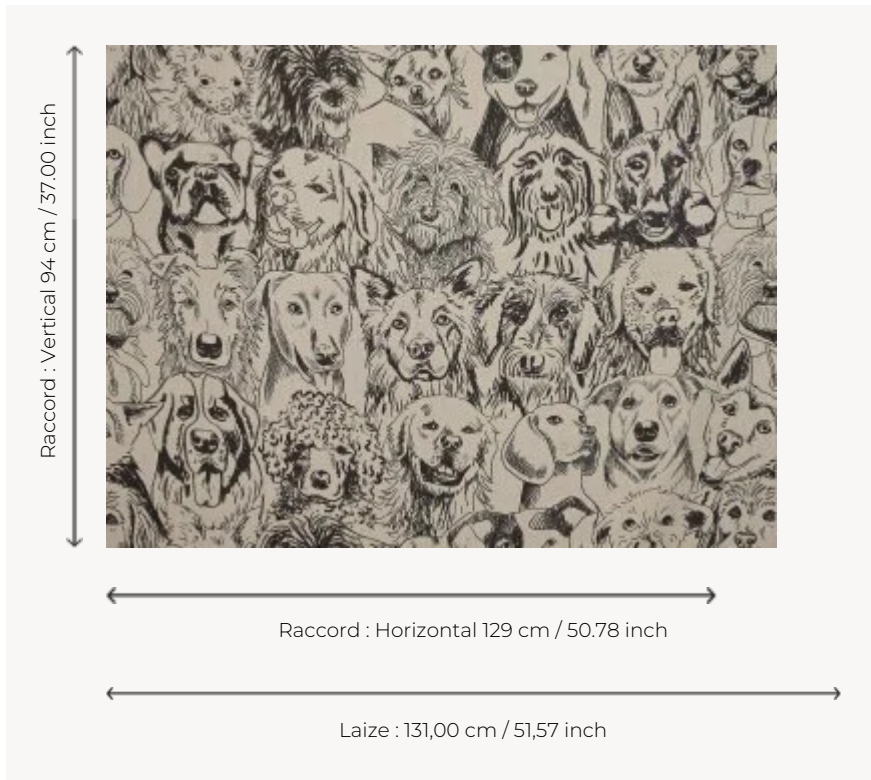 Raccord : Vertical 94 cm / 37.00 inch
Raccord : Horizontal 129 cm / 50.78 inch
Laize : 131,00 cm / 51,57 inch